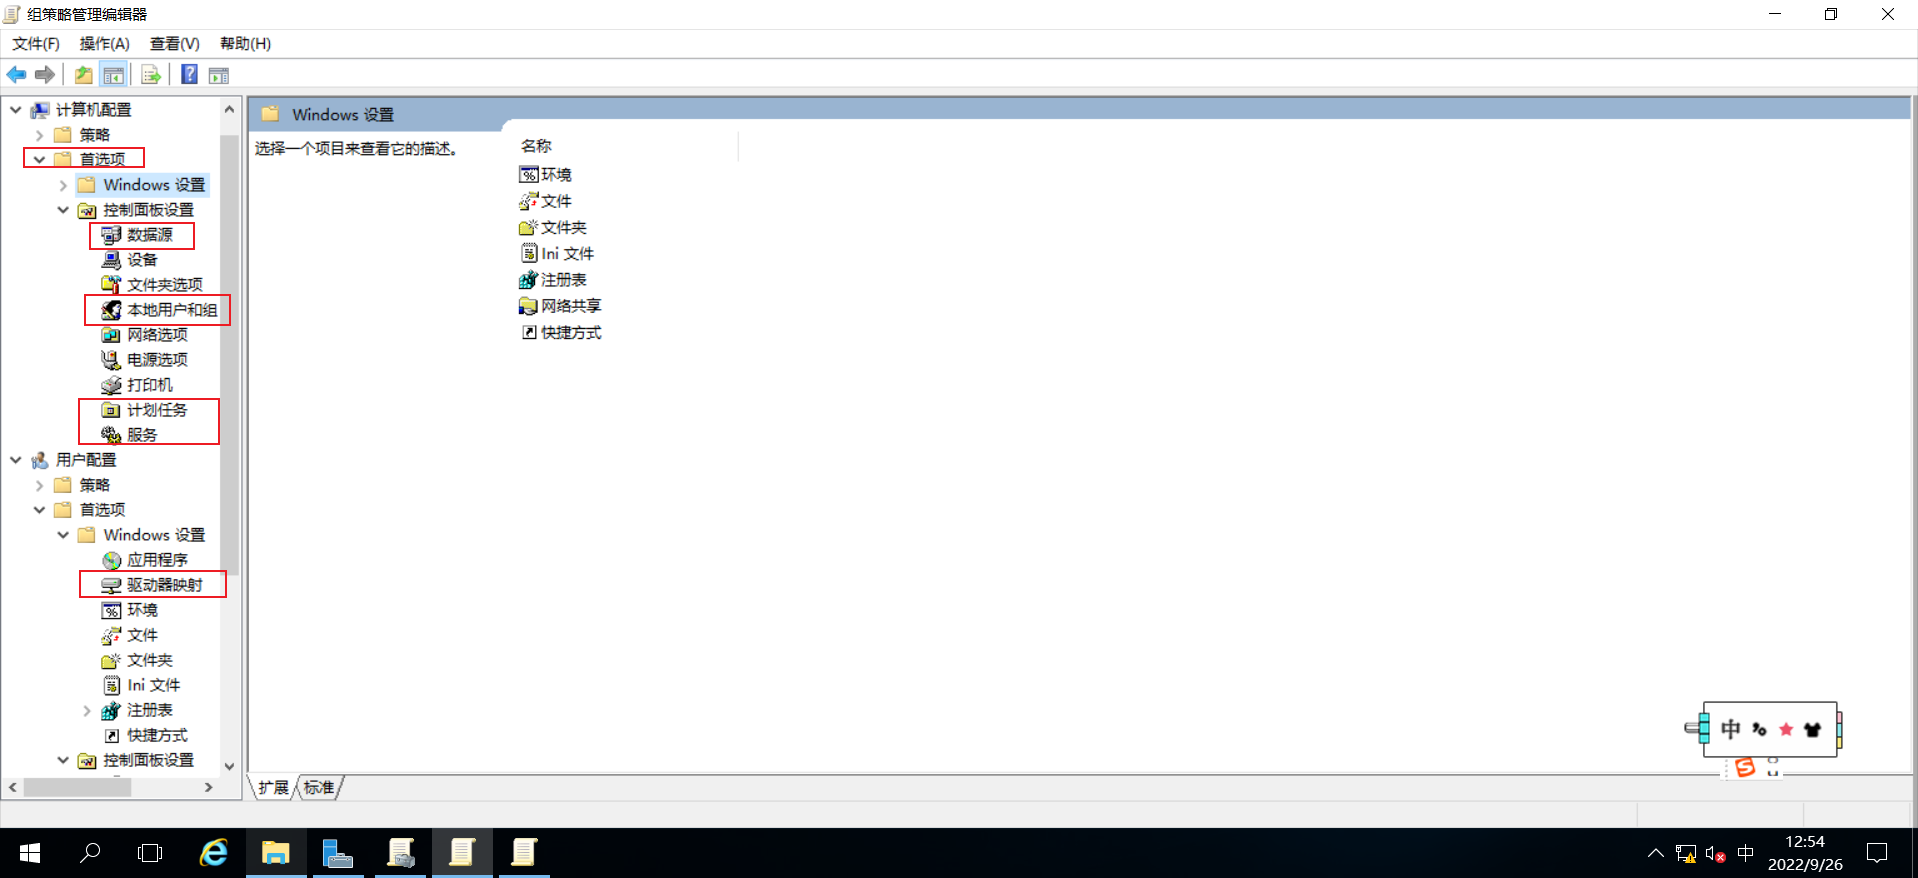 组策略管理编辑器
文件(F) 操作(A) 查看(V) 帮助(H)
计算机配置
策略
首选项
Windows 设置
控制面板设置
数据源
设备
文件夹选项
本地用户和组
网络选项
电源选项
打印机
计划任务
服务
用户配置
策略
首选项
Windows 设置
应用程序
驱动器映射
环境
文件
文件夹
Ini 文件
注册表
快捷方式
控制面板设置
Windows 设置
选择一个项目来查看它的描述。
名称
环境
文件
文件夹
Ini 文件
注册表
网络共享
快捷方式
扩展 标准
中
中
12:54
2022/9/26